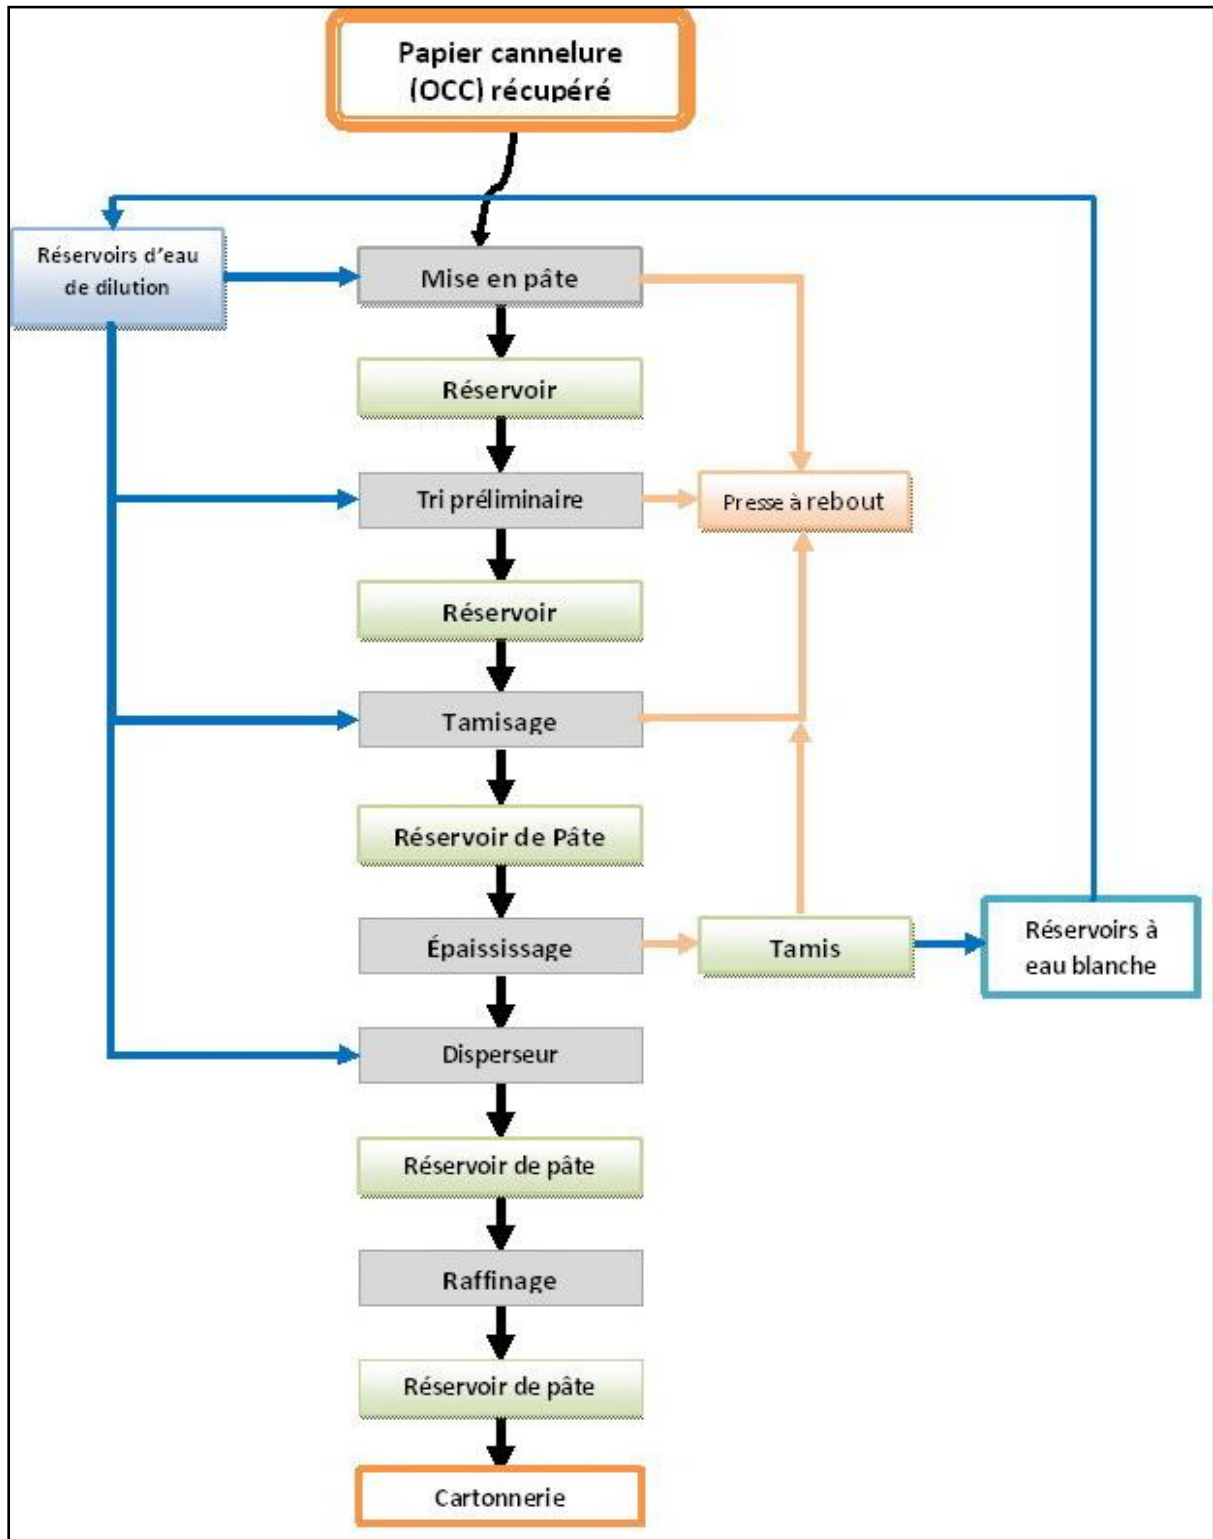 Papier cannelure
(OCC) récupéré
Réservoirs d'eau
de dilution
Mise en pâte
Réservoir
Tri préliminaire
Presse à rebout
Réservoir
Tamisage
Réservoir de Pâte
Épaississage
Tamis
Réservoirs à
eau blanche
Disperseur
Réservoir de pâte
Raffinage
Réservoir de pâte
Cartonnerie